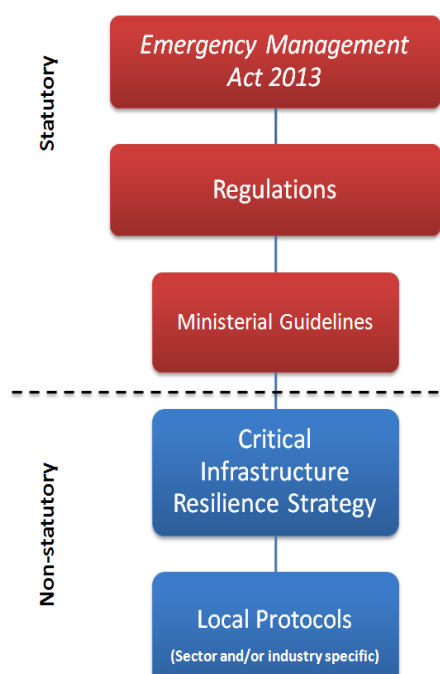 Statutory
Emergency Management
Act 2013
Regulations
Ministerial Guidelines
Non-statutory
Critical
Infrastructure
Resilience Strategy
Local Protocols
(Sector and/or industry specific)